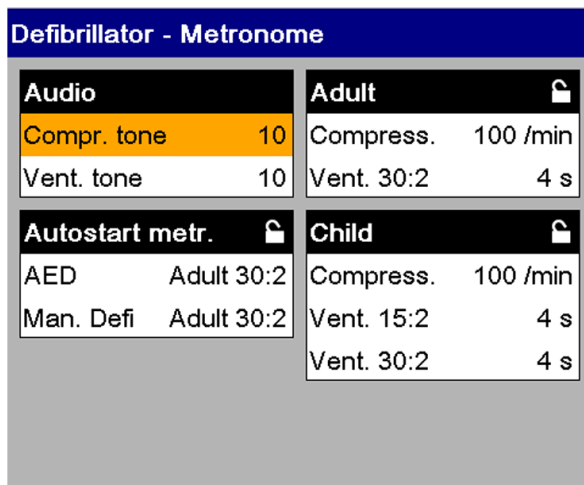 Defibrillator - Metronome
Audio
Compr. tone 10
Vent. tone 10
Adult
Compress. 100 /min
Vent. 30:2 4 s
Autostart metr.
AED Adult 30:2
Man. Defi Adult 30:2
Child
Compress. 100 /min
Vent. 15:2 4 s
Vent. 30:2 4 s